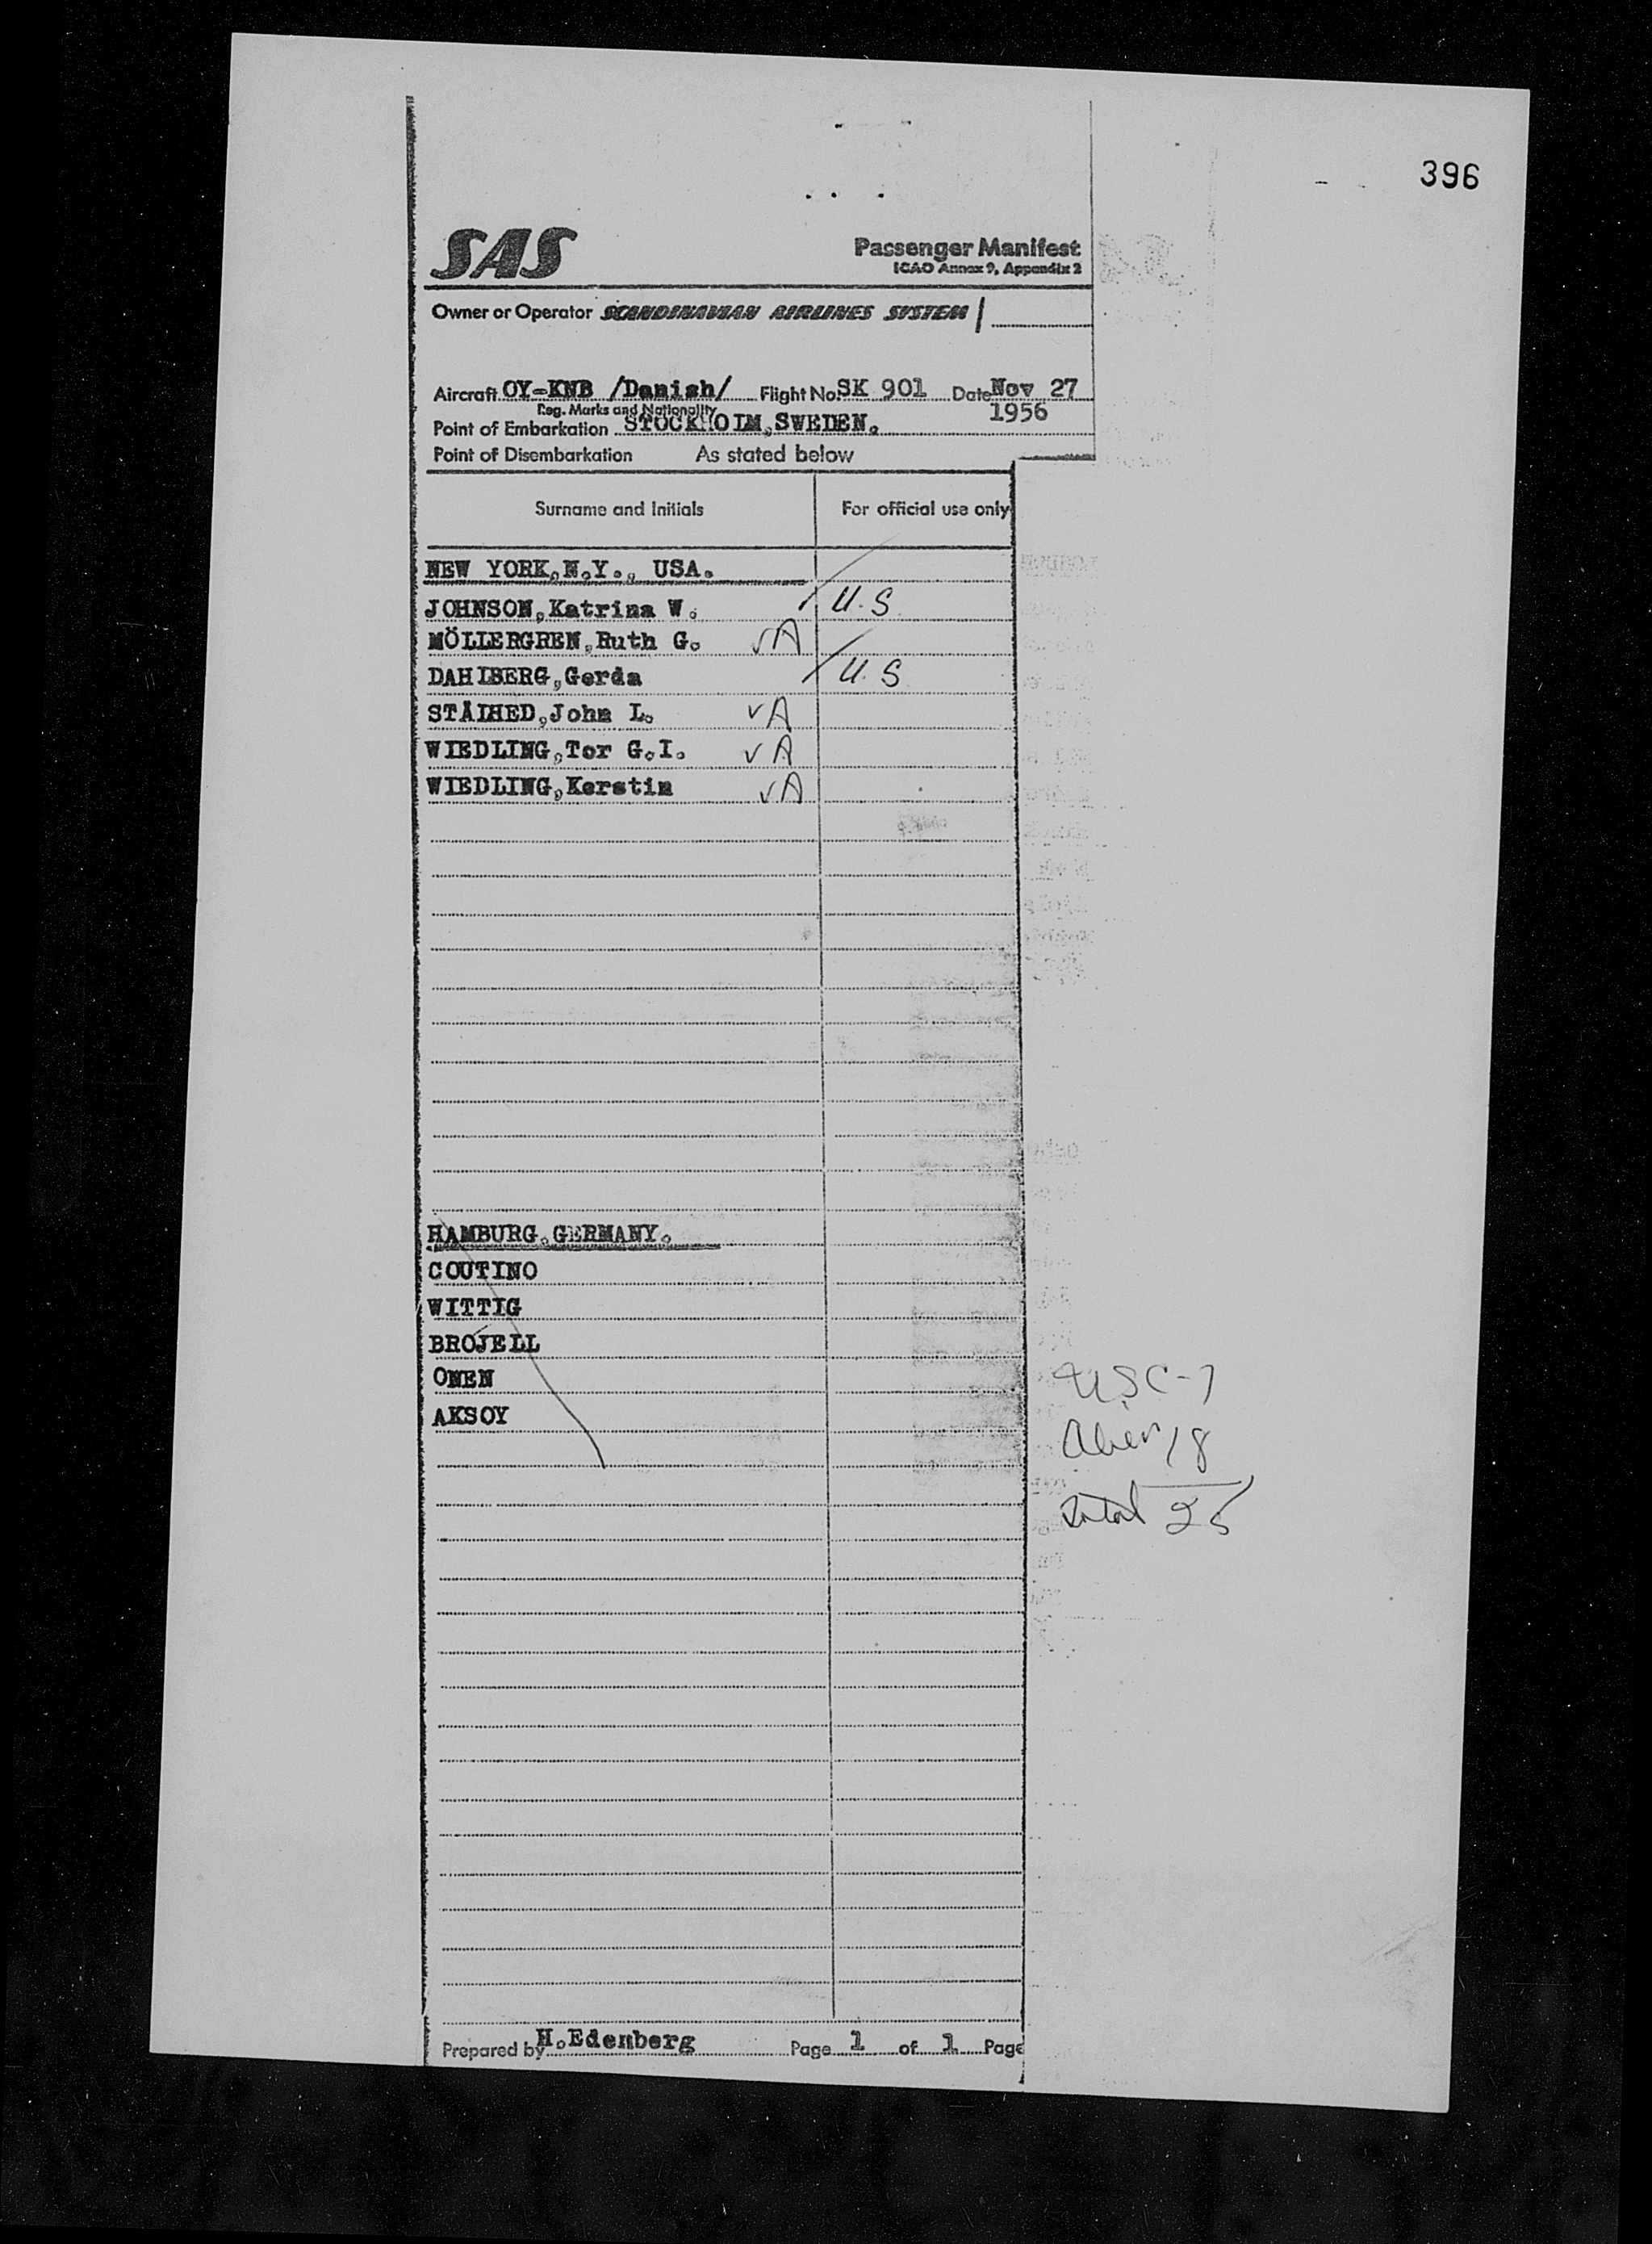 396
SAS
Passenger Manifest
ICAO Annex 9, Appendix 2
Owner or Operator SCANDINAVIAN AIRLINES SYSTEM
Aircraft OY-KNB /Danish/ Flight No. SK 901 Date Nov 27
Reg. Marks and Nationality
1956
Point of Embarkation STOCKHOLM,SWEDEN.
Point of Disembarkation As stated below
Surname and Initials For official use only
NEW YORK,N.Y., USA.
JOHNSON,Katrina W. U.S
MÖLLERGREN,Ruth G. √A
DAHLBERG,Gerda U.S
STÅLHED,John L. √A
WIEDLING,Tor G.I. √A
WIEDLING,Kerstin √A
HAMBURG,GERMANY.
COUTINO
WITTIG
BROJELL
OMEN
AKSOY
USC-7
Alien 18
Total 25
Prepared by H.Edenberg Page 1 of 1 Page